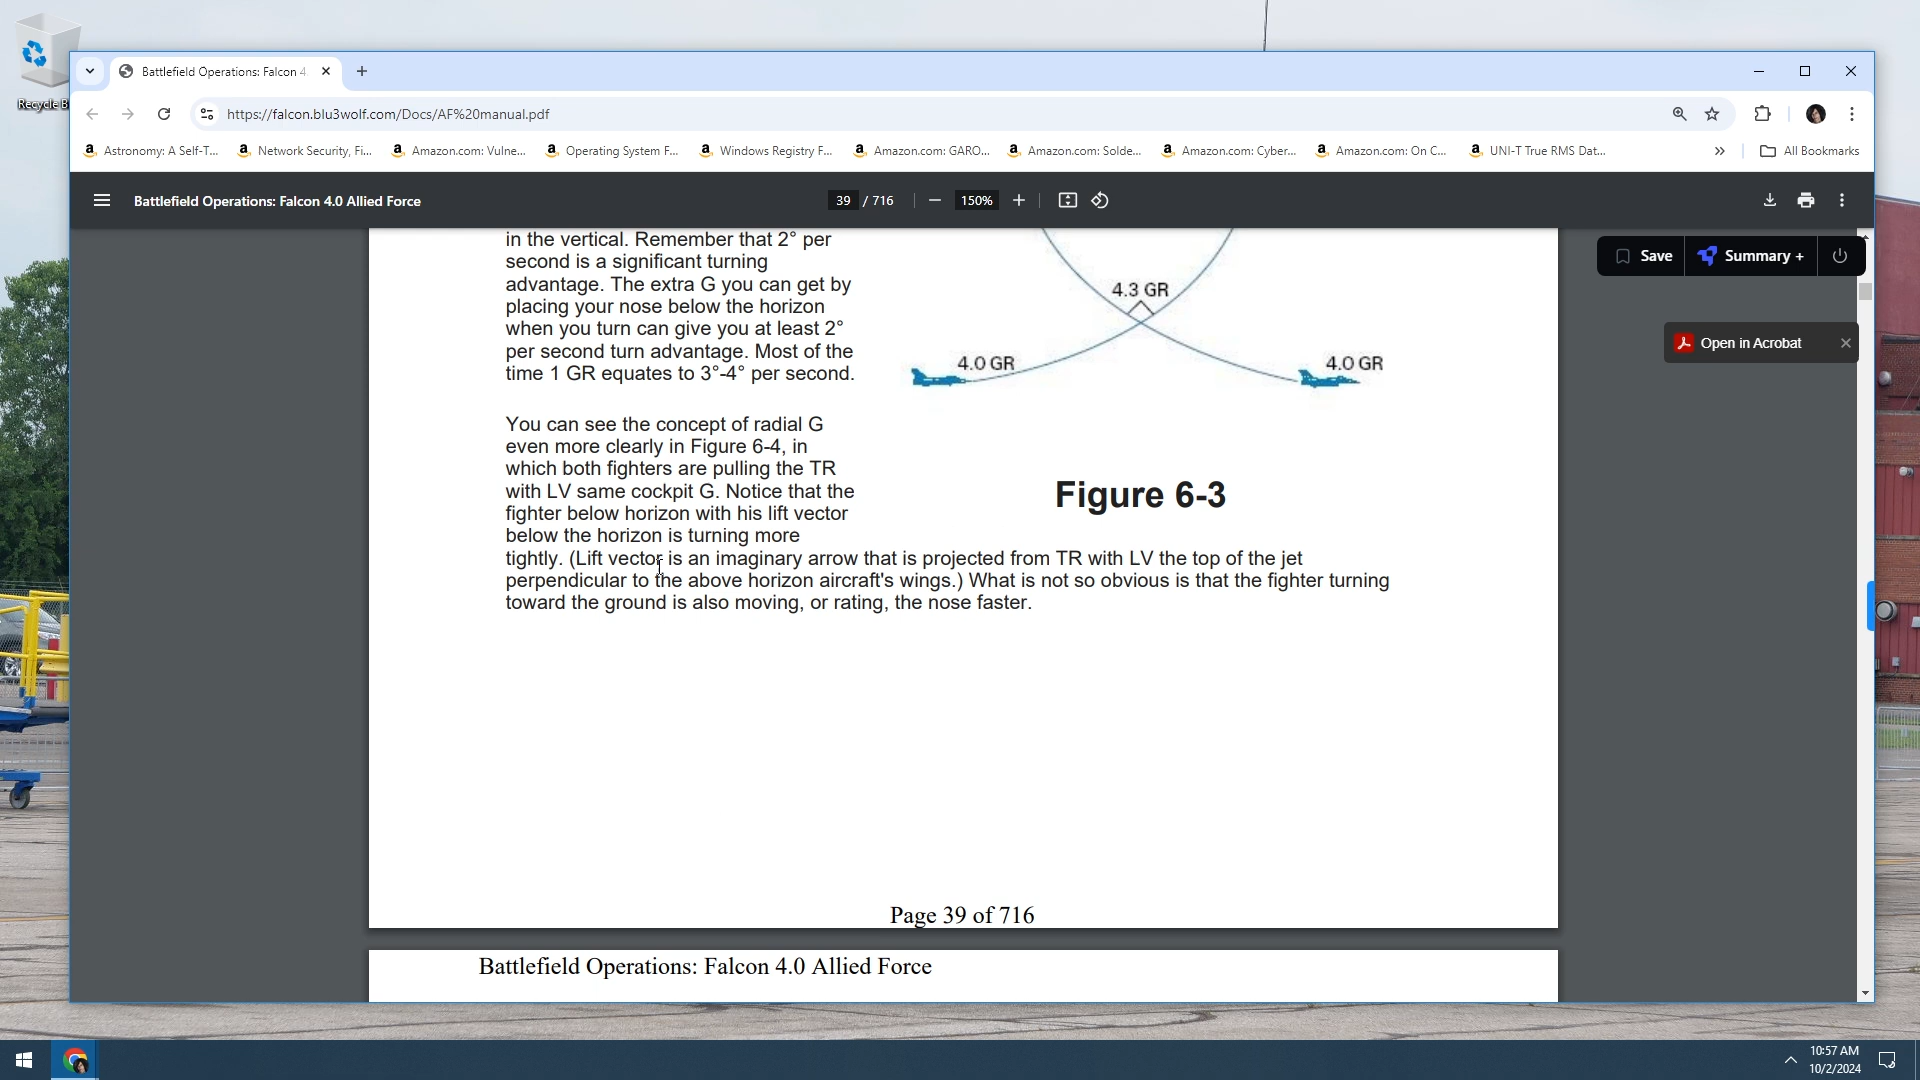 Recycle B
Battlefield Operations: Falcon 4
https://falcon.blu3wolf.com/Docs/AF%20manual.pdf
Astronomy: A Self-T... Network Security, Fi... Amazon.com: Vulne... Operating System F... Windows Registry F... Amazon.com: GARO... Amazon.com: Solde... Amazon.com: Cyber... Amazon.com: On C... UNI-T True RMS Dat... » All Bookmarks
Battlefield Operations: Falcon 4.0 Allied Force 39 / 716 150%
Save Summary +
Open in Acrobat
in the vertical. Remember that 2° per
second is a significant turning
advantage. The extra G you can get by
placing your nose below the horizon
when you turn can give you at least 2°
per second turn advantage. Most of the
time 1 GR equates to 3°-4° per second.
4.3 GR
4.0 GR
4.0 GR
You can see the concept of radial G
even more clearly in Figure 6-4, in
which both fighters are pulling the TR
with LV same cockpit G. Notice that the
fighter below horizon with his lift vector
below the horizon is turning more
Figure 6-3
tightly. (Lift vector is an imaginary arrow that is projected from TR with LV the top of the jet
perpendicular to the above horizon aircraft's wings.) What is not so obvious is that the fighter turning
toward the ground is also moving, or rating, the nose faster.
Page 39 of 716
Battlefield Operations: Falcon 4.0 Allied Force
10:57 AM
10/2/2024